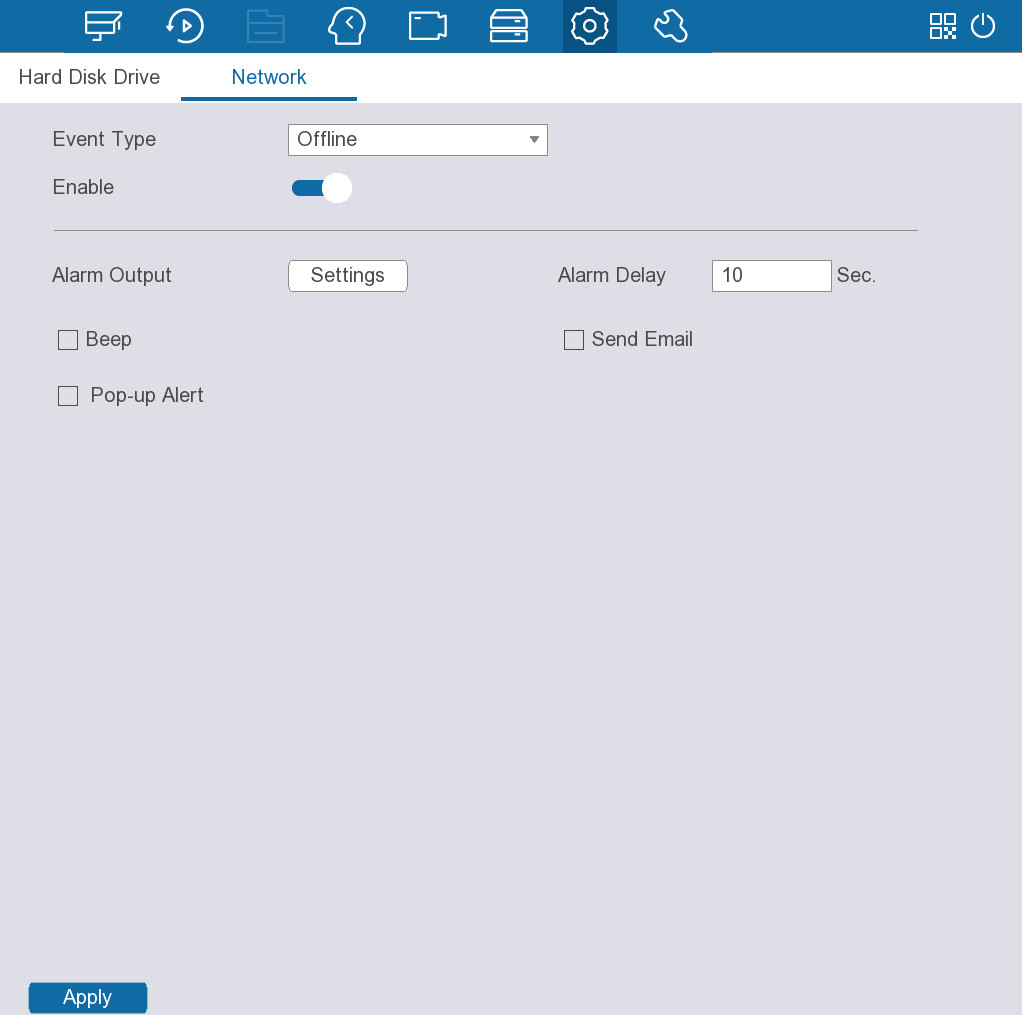 Hard Disk Drive Network
Event Type Offline
Enable
Alarm Output Settings Alarm Delay 10 Sec.
Beep Send Email
Pop-up Alert
Apply